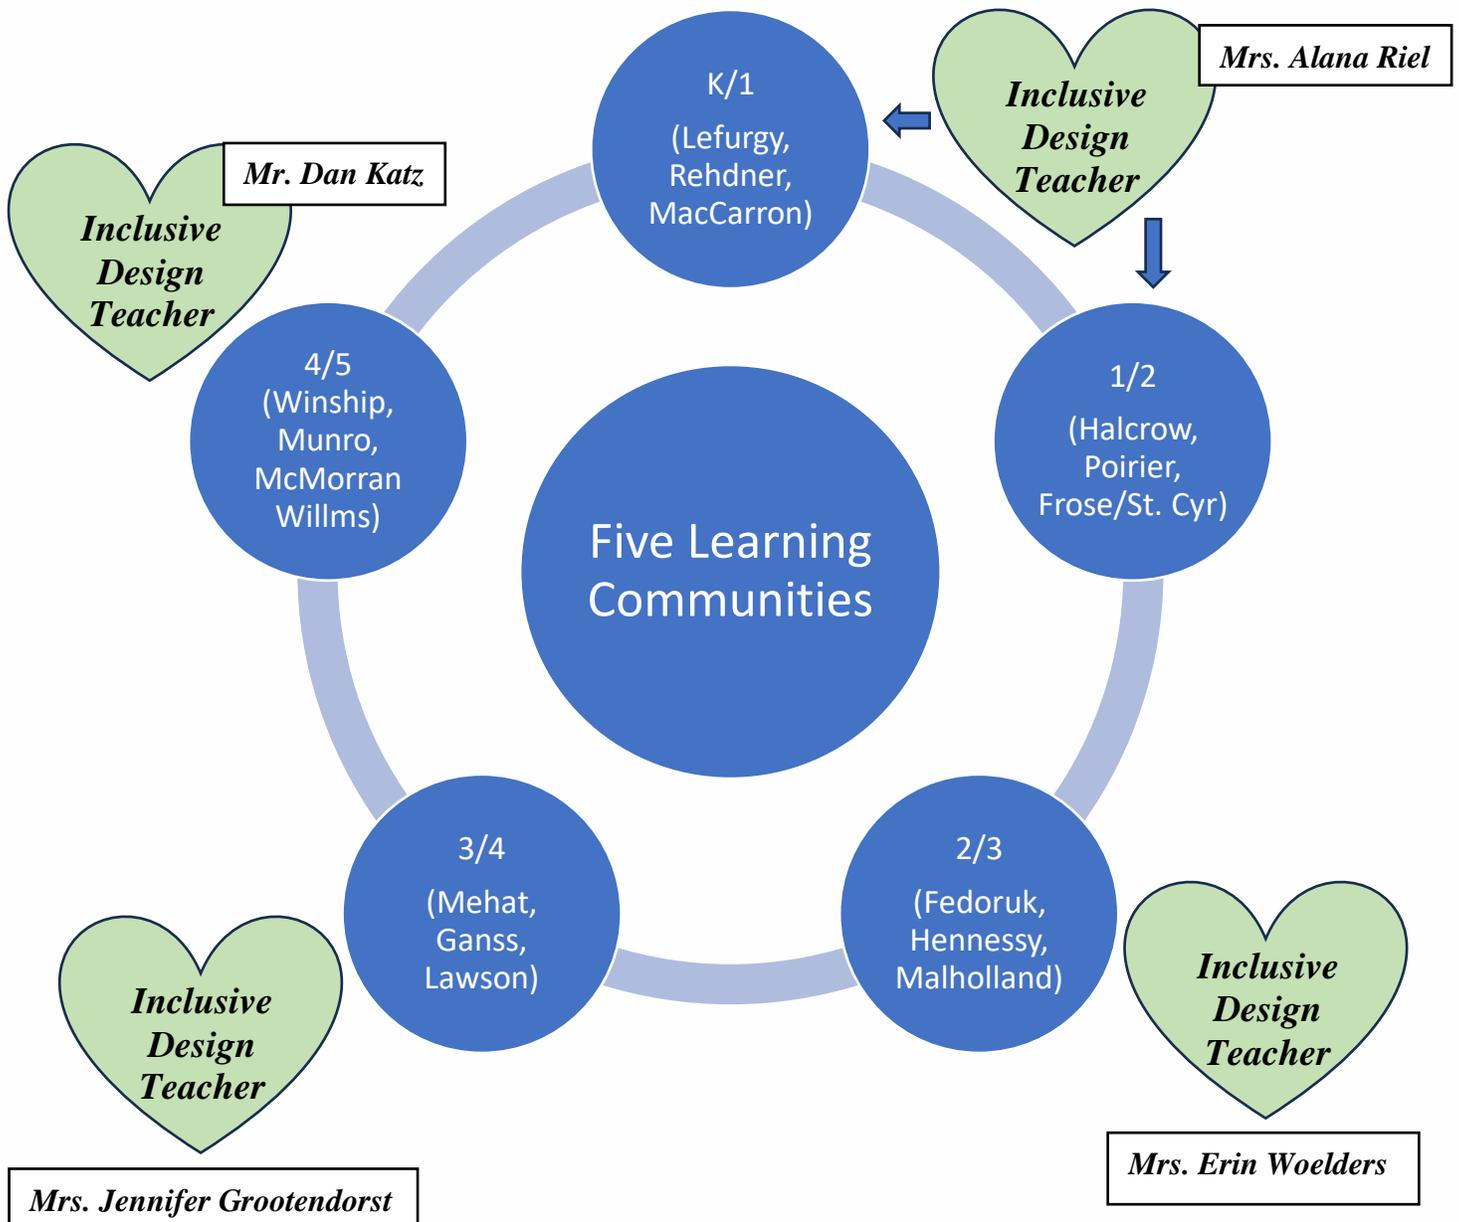 K/1
(Lefurgy,
Rehdner,
MacCarron)
Inclusive
Design
Teacher
Mrs. Alana Riel
Mr. Dan Katz
Inclusive
Design
Teacher
4/5
(Winship,
Munro,
McMorran
Willms)
1/2
(Halcrow,
Poirier,
Frose/St. Cyr)
Five Learning
Communities
3/4
(Mehat,
Ganss,
Lawson)
2/3
(Fedoruk,
Hennessy,
Malholland)
Inclusive
Design
Teacher
Mrs. Jennifer Grootendorst
Inclusive
Design
Teacher
Mrs. Erin Woelders